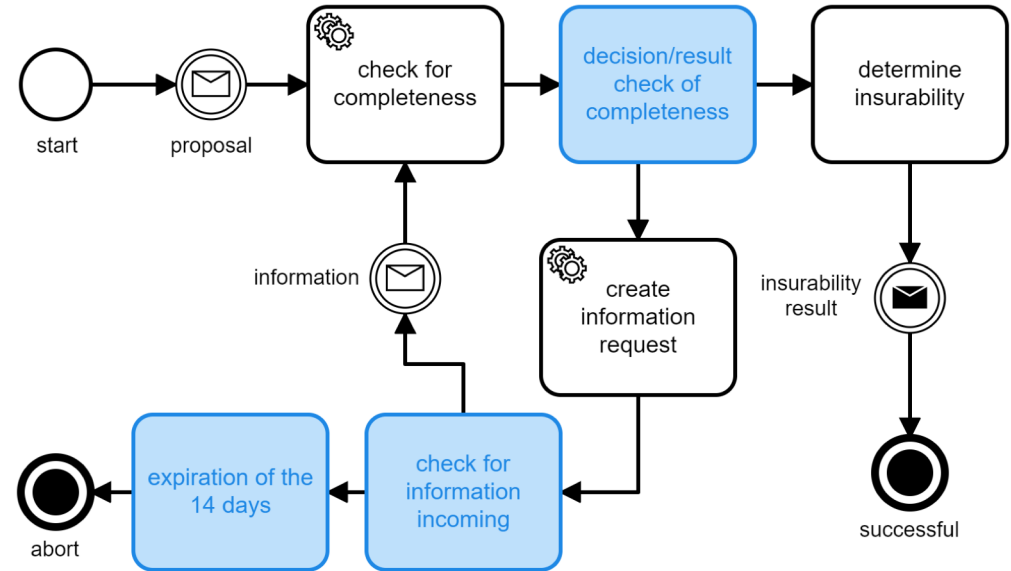 start
proposal
check for
completeness
decision/result
check of
completeness
determine
insurability
information
create
information
request
insurability
result
expiration of the
14 days
check for
information
incoming
abort
successful